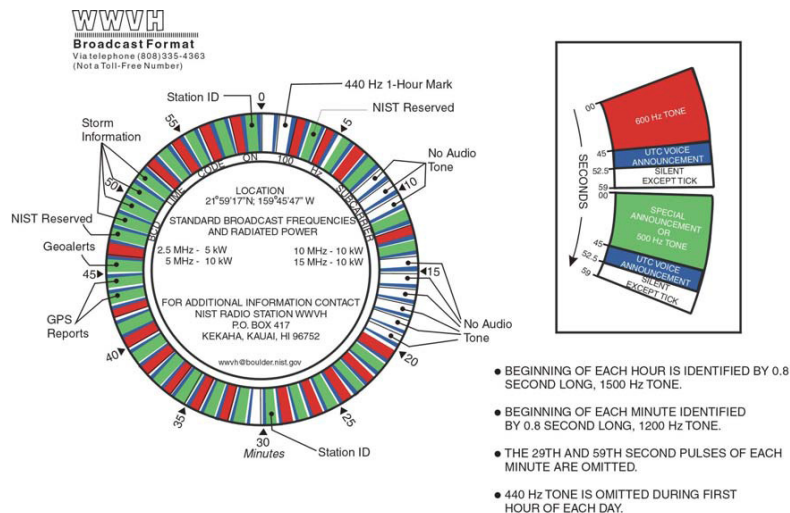 WWVH
Broadcast Format
Via telephone (808)335-4363
(Not a Toll-Free Number)
Station ID
0
440 Hz 1-Hour Mark
NIST Reserved
5
No Audio
Tone
10
15
No Audio
Tone
20
25
30
Minutes
Station ID
35
40
GPS
Reports
45
Geoalerts
NIST Reserved
50
Storm
Information
55
BCD TIME CODE ON 100 Hz SUBCARRIER
LOCATION
21°59'17"N; 159°45'47" W
STANDARD BROADCAST FREQUENCIES
AND RADIATED POWER
2.5 MHz - 5 kW 10 MHz - 10 kW
5 MHz - 10 kW 15 MHz - 10 kW
FOR ADDITIONAL INFORMATION CONTACT
NIST RADIO STATION WWVH
P.O. BOX 417
KEKAHA, KAUAI, HI 96752
wwvh@boulder.nist.gov
SECONDS
00
600 Hz TONE
45
UTC VOICE
ANNOUNCEMENT
52.5
SILENT
EXCEPT TICK
59
00
SPECIAL
ANNOUNCEMENT
OR
500 Hz TONE
45
UTC VOICE
ANNOUNCEMENT
52.5
SILENT
EXCEPT TICK
59
● BEGINNING OF EACH HOUR IS IDENTIFIED BY 0.8
SECOND LONG, 1500 Hz TONE.
● BEGINNING OF EACH MINUTE IDENTIFIED
BY 0.8 SECOND LONG, 1200 Hz TONE.
● THE 29TH AND 59TH SECOND PULSES OF EACH
MINUTE ARE OMITTED.
● 440 Hz TONE IS OMITTED DURING FIRST
HOUR OF EACH DAY.